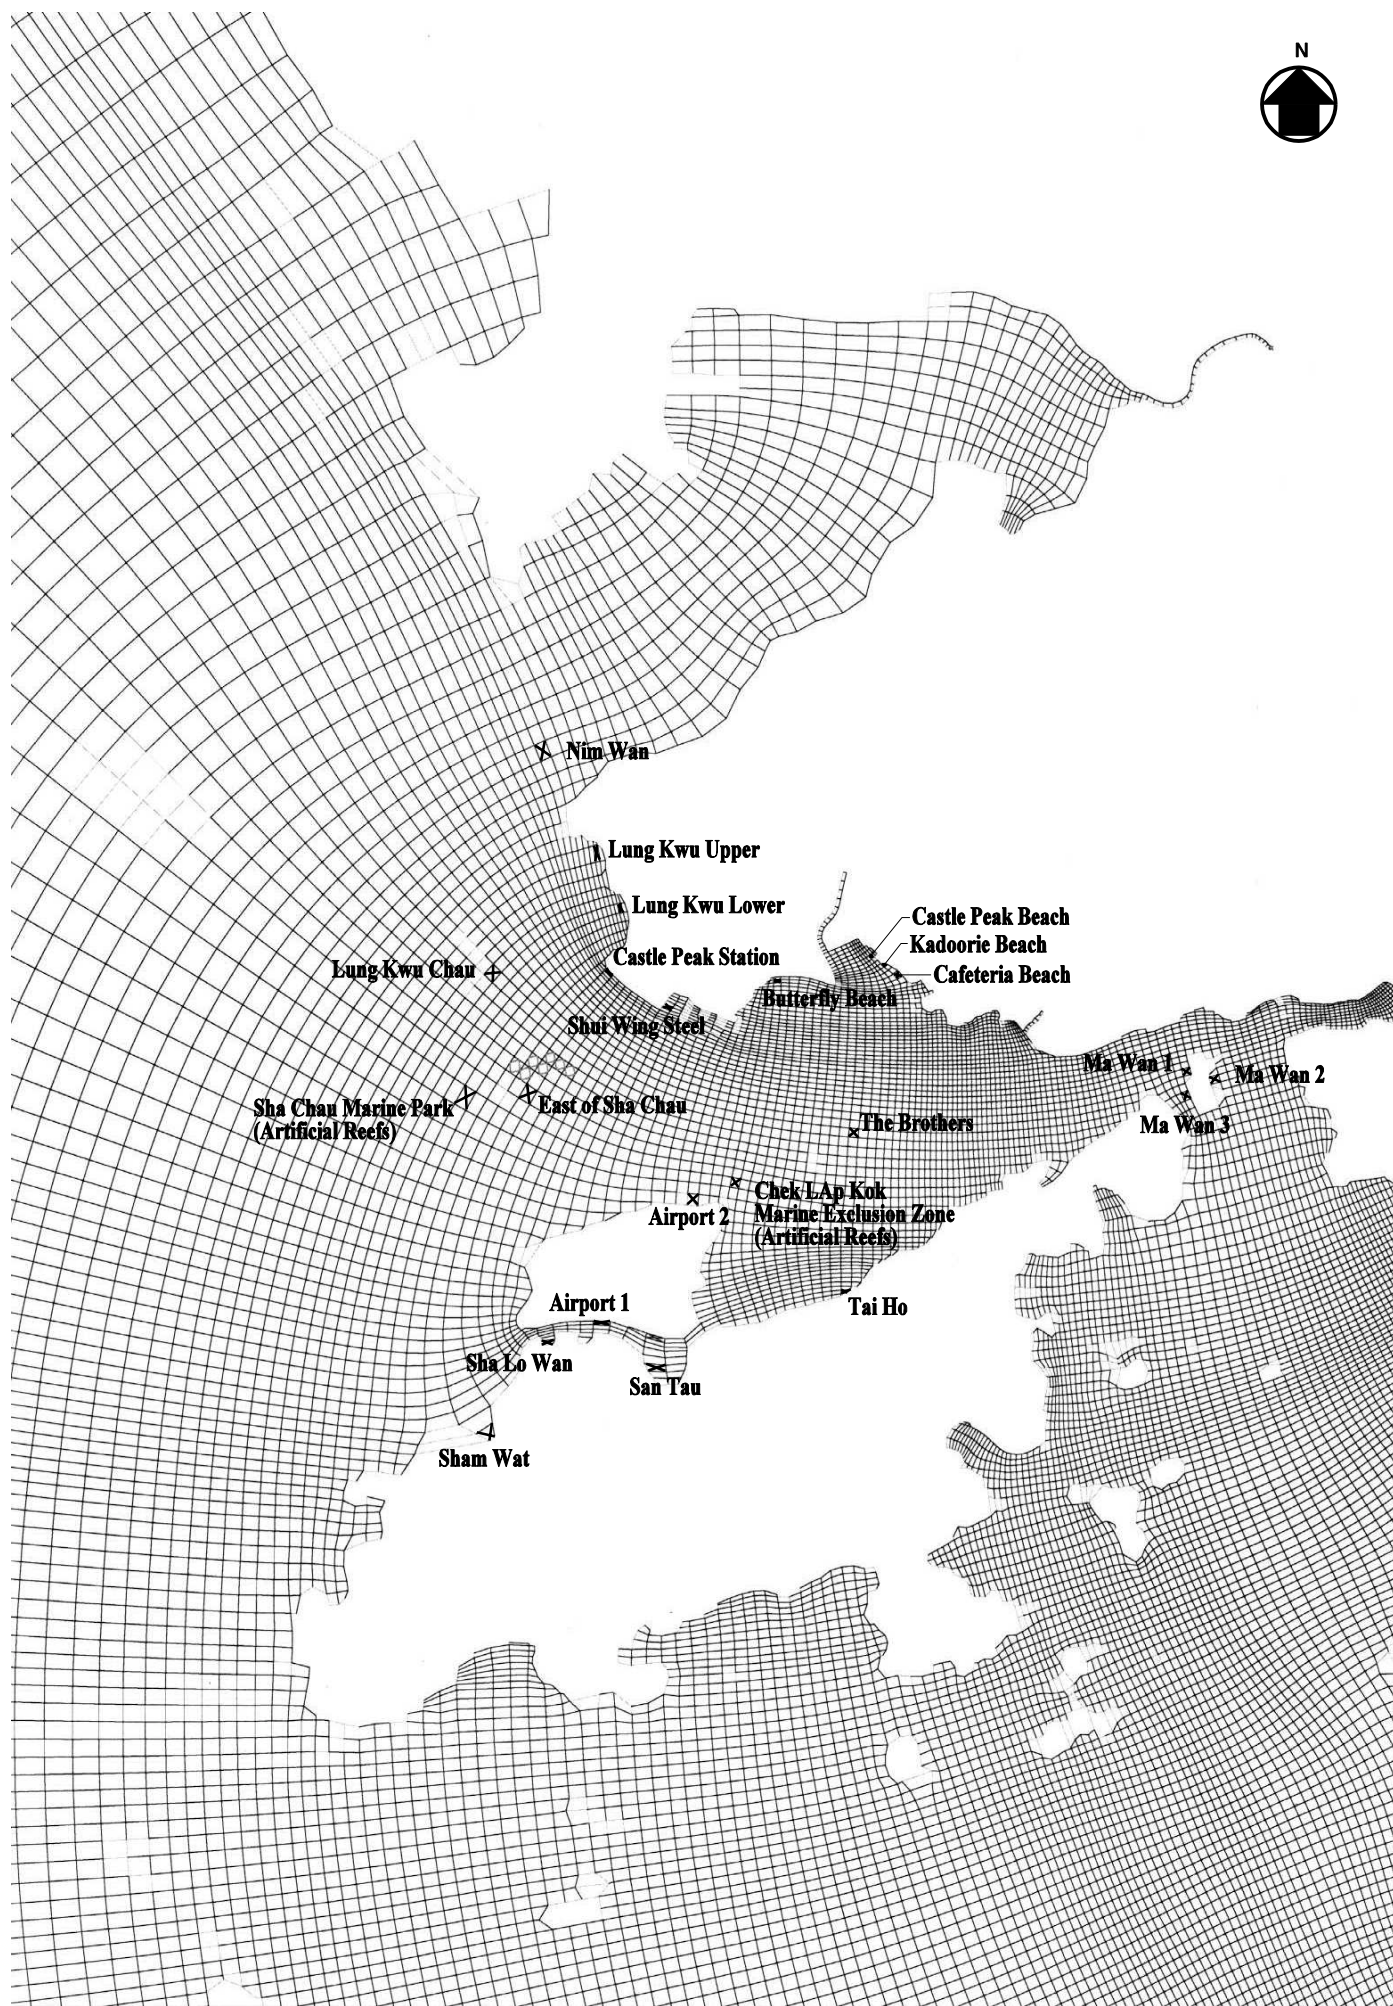 N
Nim Wan
Lung Kwu Upper
Lung Kwu Lower
Castle Peak Beach
Kadoorie Beach
Castle Peak Station
Lung Kwu Chau
Cafeteria Beach
Butterfly Beach
Shui Wing Steel
Ma Wan 1
Ma Wan 2
Sha Chau Marine Park
(Artificial Reefs)
East of Sha Chau
The Brothers
Ma Wan 3
Chek LAp Kok
Marine Exclusion Zone
(Artificial Reefs)
Airport 2
Airport 1
Tai Ho
Sha Lo Wan
San Tau
Sham Wat